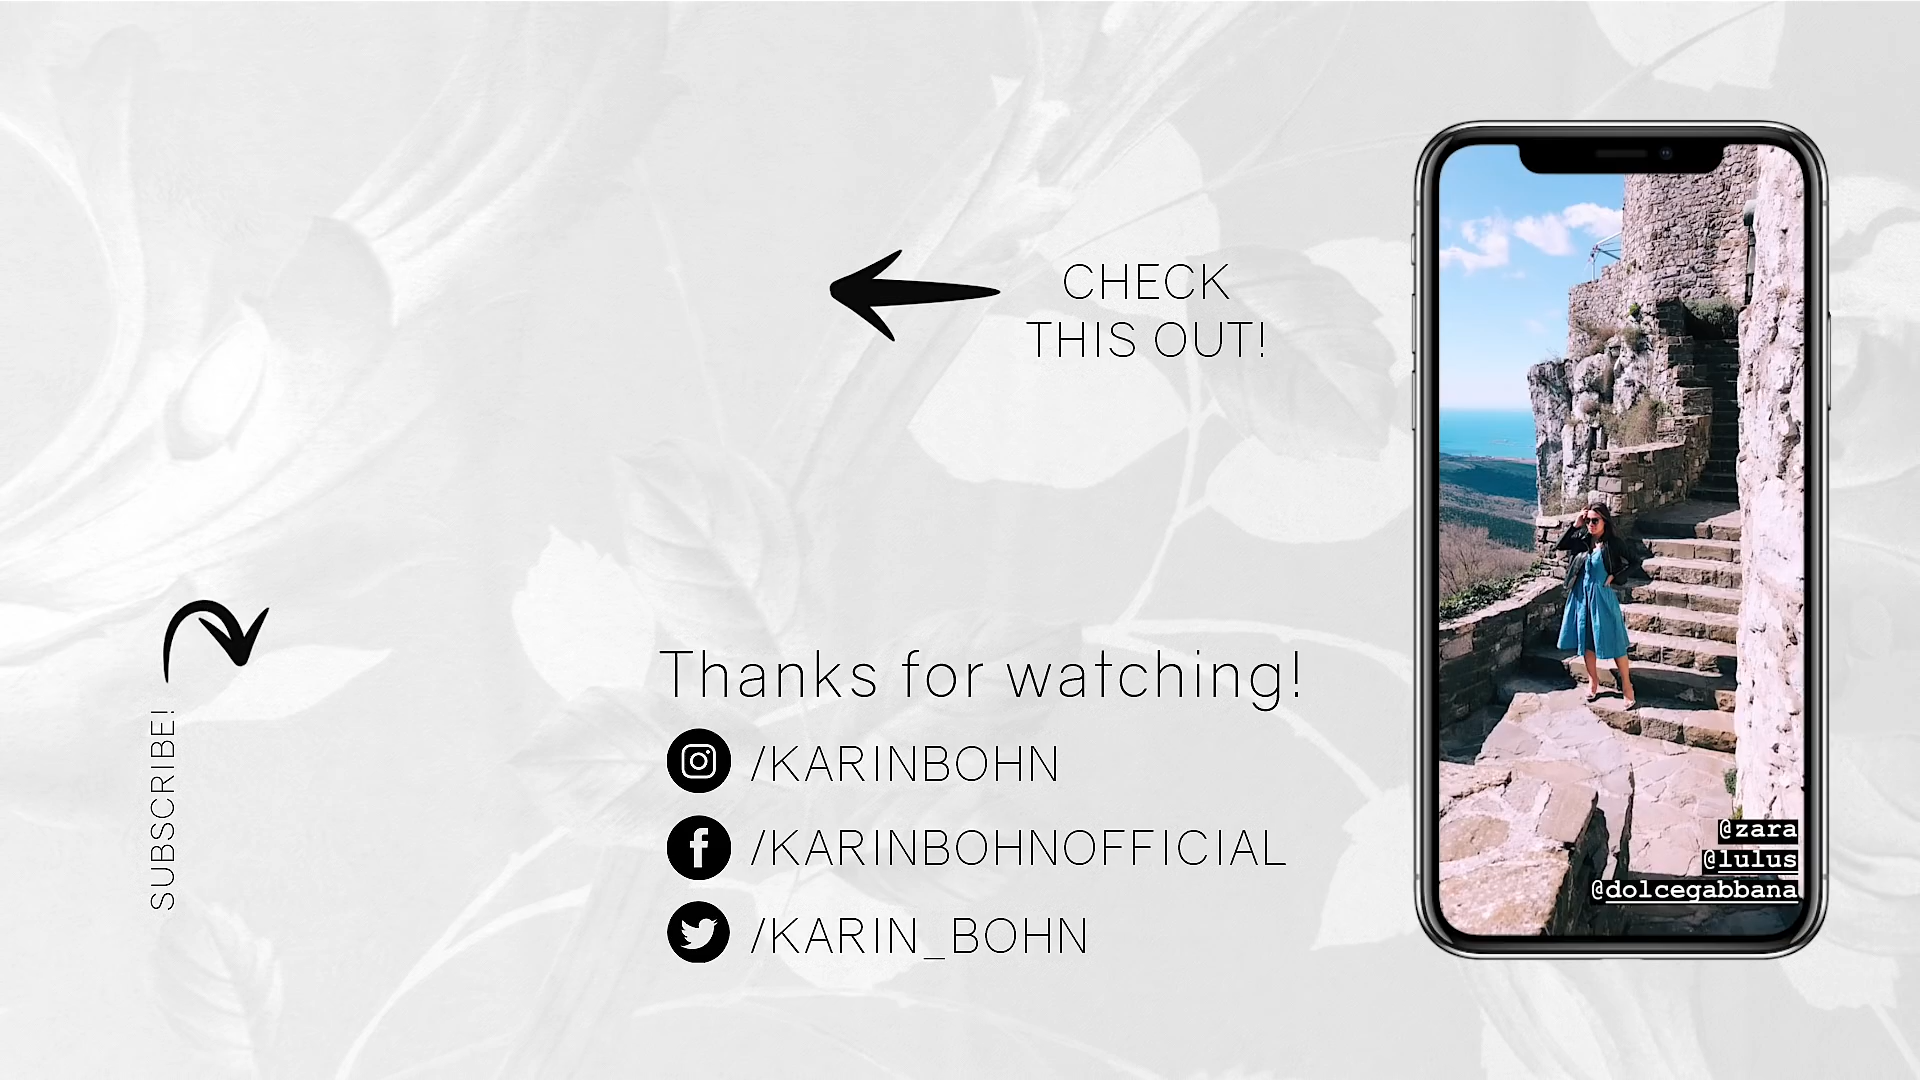 CHECK
THIS OUT!
SUBSCRIBE!
Thanks for watching!
/KARINBOHN
/KARINBOHNOFFICIAL
/KARIN_BOHN
@zara
@lulus
@dolcegabbana